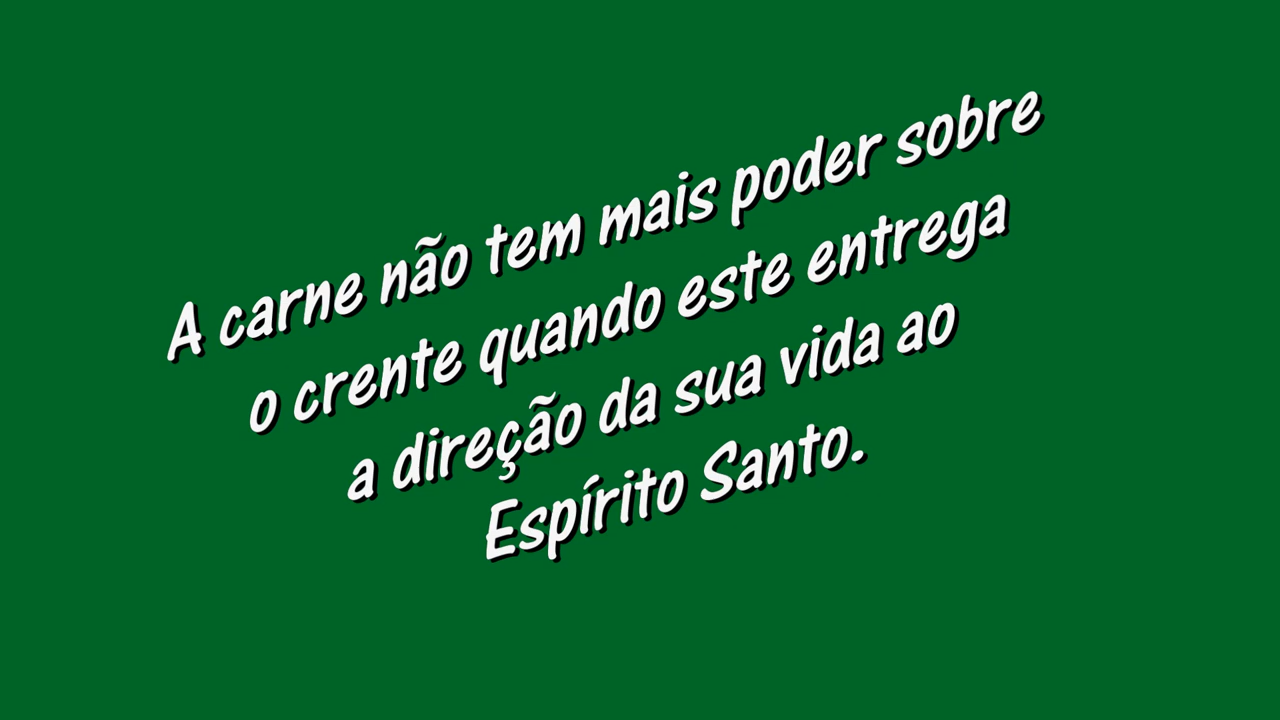 A carne não tem mais poder sobre
o crente quando este entrega
a direção da sua vida ao
Espírito Santo.